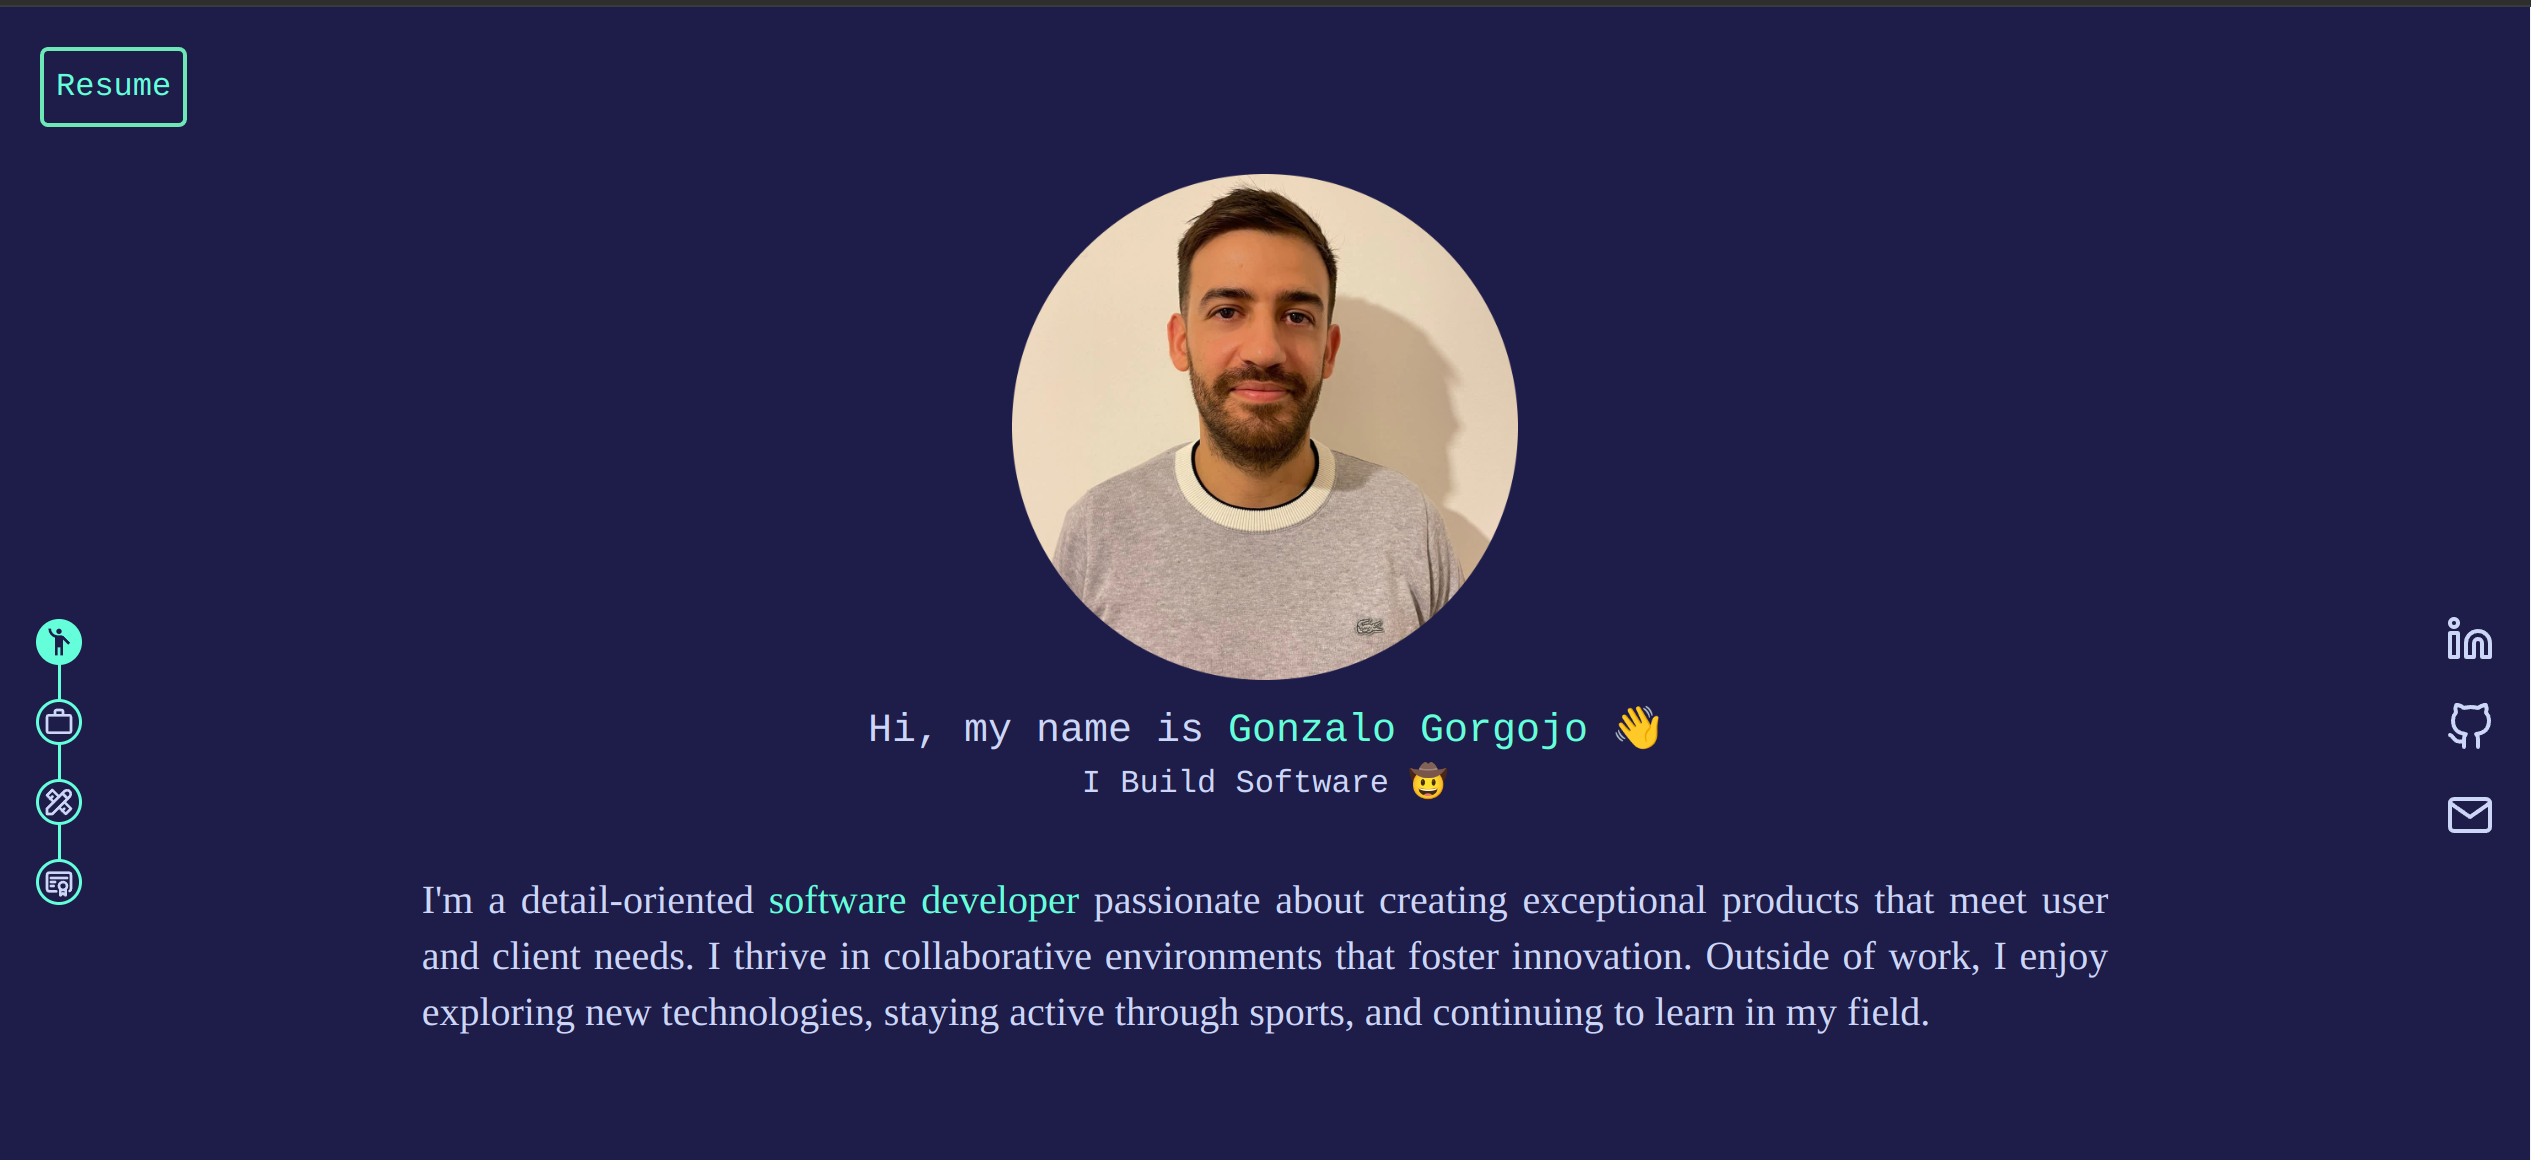 Resume
Hi, my name is Gonzalo Gorgojo 👋
I Build Software 🤠
I'm a detail-oriented software developer passionate about creating exceptional products that meet user
and client needs. I thrive in collaborative environments that foster innovation. Outside of work, I enjoy
exploring new technologies, staying active through sports, and continuing to learn in my field.